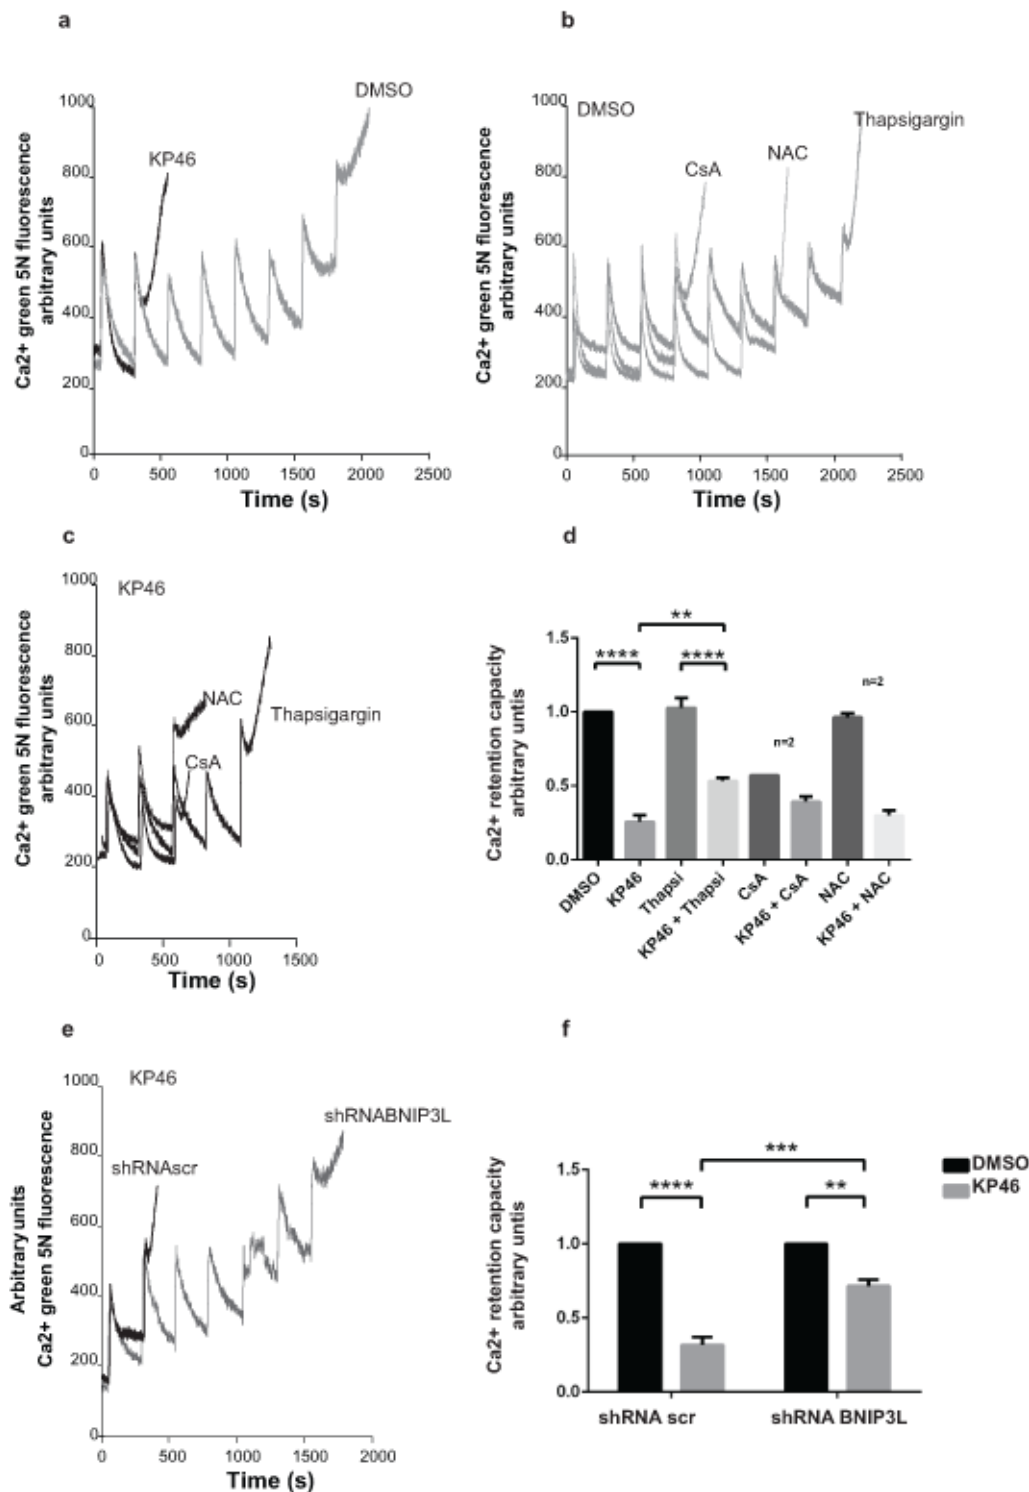 a
Ca2+ green 5N fluorescence
arbitrary units
1000
800
600
400
200
0
KP46
DMSO
0 500 1000 1500 2000 2500
Time (s)
b
Ca2+ green 5N fluorescence
arbitrary units
1000
800
600
400
200
0
DMSO
CsA
NAC
Thapsigargin
0 500 1000 1500 2000 2500
Time (s)
c
Ca2+ green 5N fluorescence
arbitrary units
1000
800
600
400
200
0
KP46
NAC
Thapsigargin
CsA
0 500 1000 1500
Time (s)
d
Ca2+ retention capacity
arbitrary untis
1.5
1.0
0.5
0.0
**
**** ****
n=2
n=2
DMSO KP46 Thapsi KP46 + Thapsi CsA KP46 + CsA NAC KP46 + NAC
e
Arbitrary units
Ca2+ green 5N fluorescence
1000
800
600
400
200
0
KP46
shRNABNIP3L
shRNAscr
0 500 1000 1500 2000
Time (s)
f
Ca2+ retention capacity
arbitrary untis
1.5
1.0
0.5
0.0
***
**** **
DMSO
KP46
shRNA scr shRNA BNIP3L